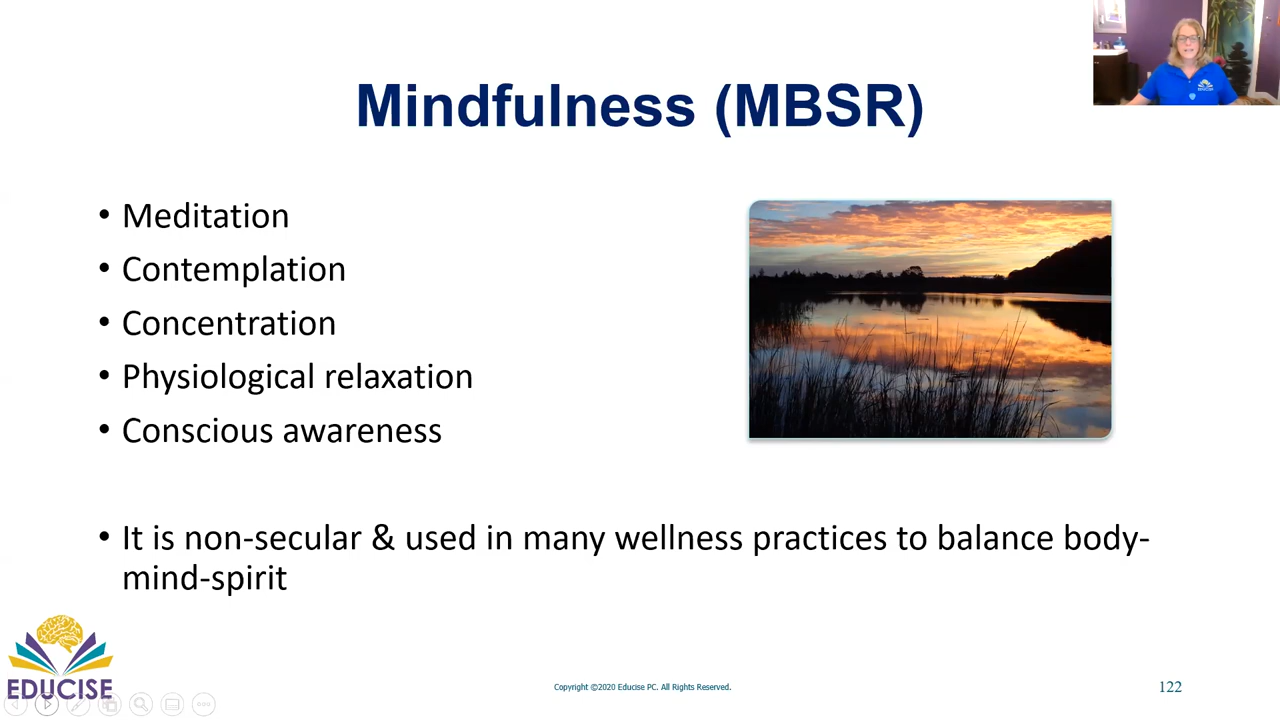 Mindfulness (MBSR)
• Meditation
• Contemplation
• Concentration
• Physiological relaxation
• Conscious awareness
• It is non-secular & used in many wellness practices to balance body-
mind-spirit
EDUCISE
EDUCISE
Copyright ©2020 Educise PC. All Rights Reserved.
122